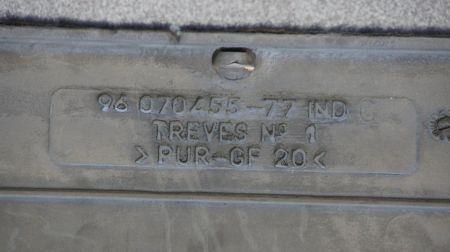 96 070455-77 IND C
TREVES Nº 1
>PUR-GF 20<